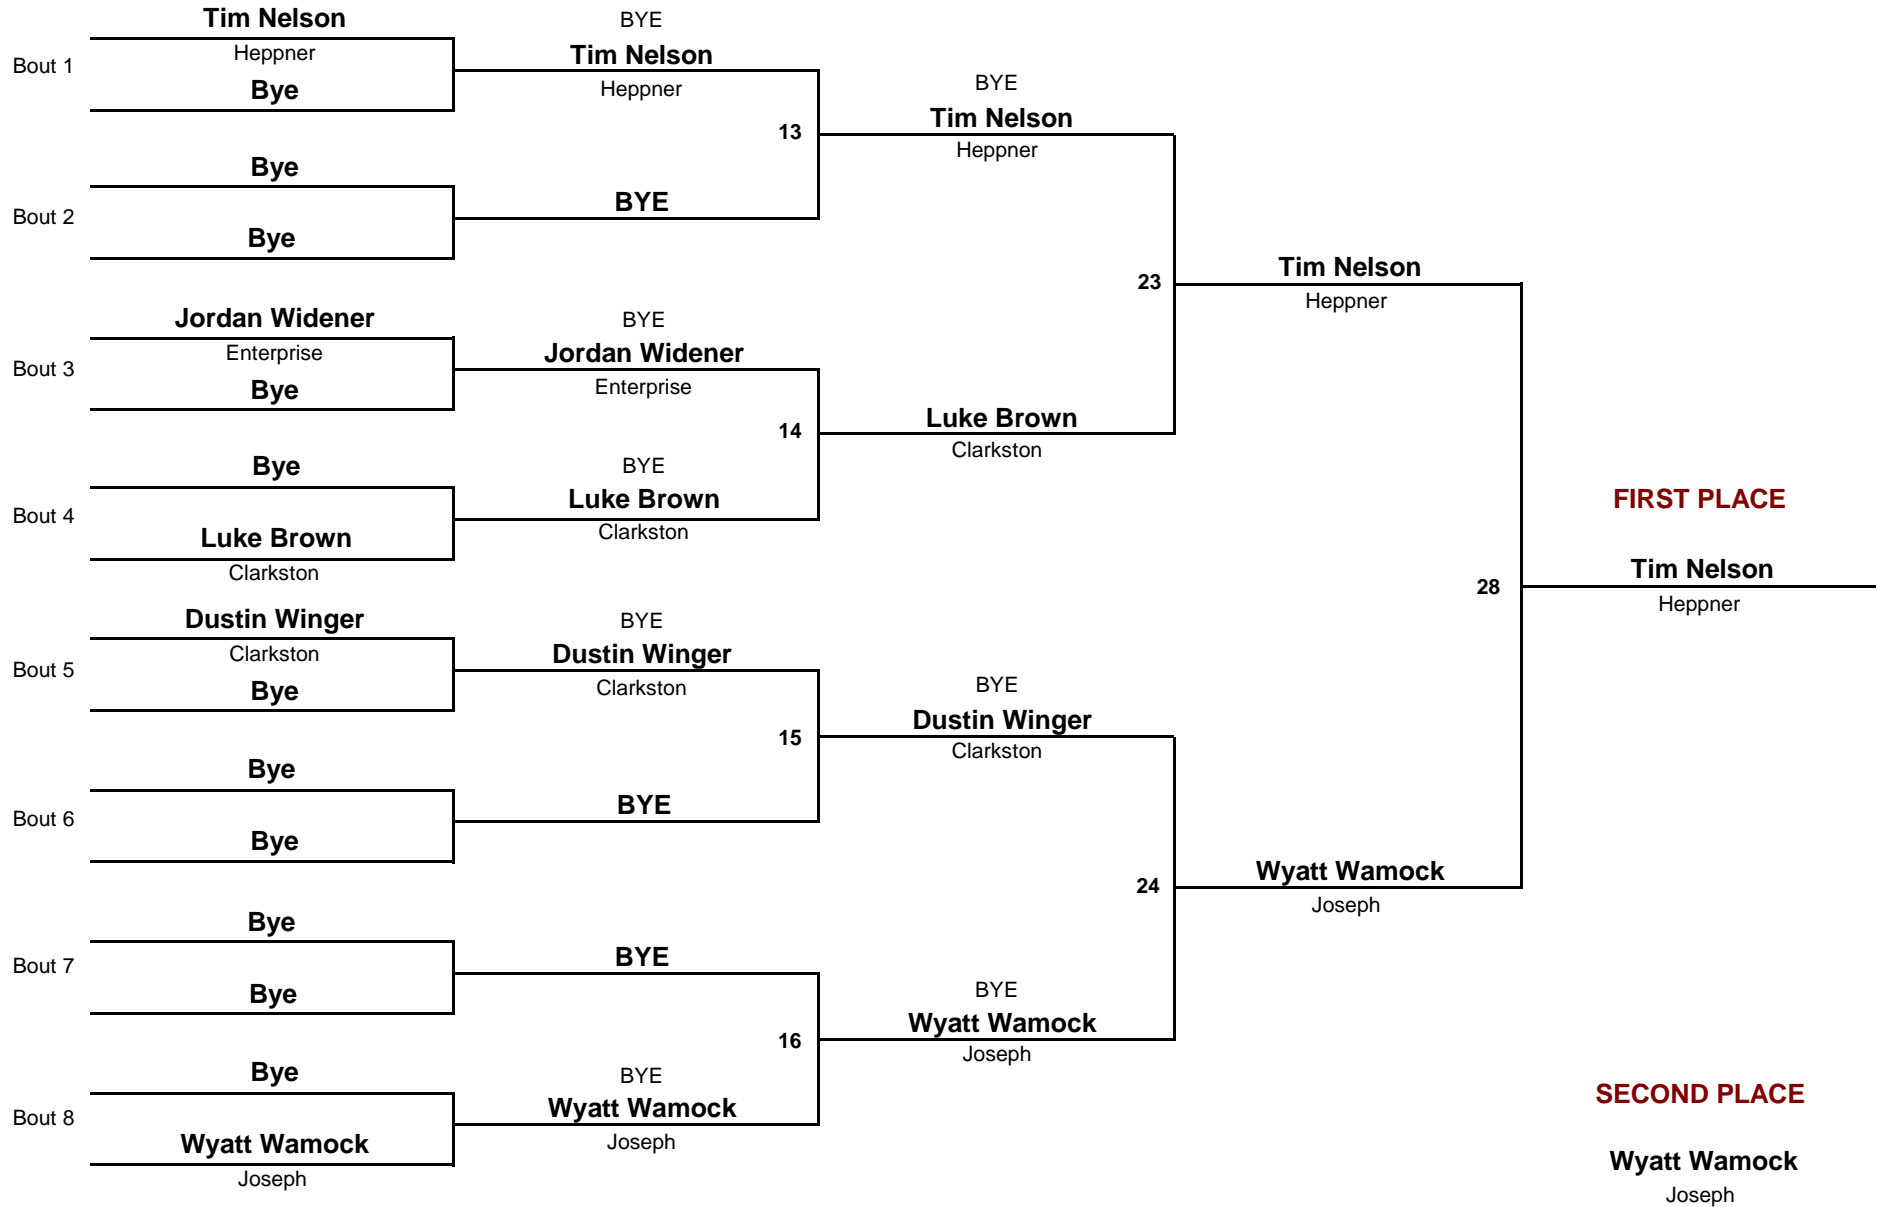 Tim Nelson
Bout 1
Heppner
Bye
Bye
Bout 2
Bye
Jordan Widener
Bout 3
Enterprise
Bye
Bye
Bout 4
Luke Brown
Clarkston
Dustin Winger
Bout 5
Clarkston
Bye
Bye
Bout 6
Bye
Bye
Bout 7
Bye
Bye
Bout 8
Wyatt Wamock
Joseph
BYE
Tim Nelson
Heppner
13
BYE
BYE
Jordan Widener
Enterprise
14
BYE
Luke Brown
Clarkston
BYE
Dustin Winger
Clarkston
15
BYE
BYE
16
BYE
Wyatt Wamock
Joseph
BYE
Tim Nelson
Heppner
23
Luke Brown
Clarkston
BYE
Dustin Winger
Clarkston
24
BYE
Wyatt Wamock
Joseph
Tim Nelson
Heppner
28
Wyatt Wamock
Joseph
FIRST PLACE
Tim Nelson
Heppner
SECOND PLACE
Wyatt Wamock
Joseph